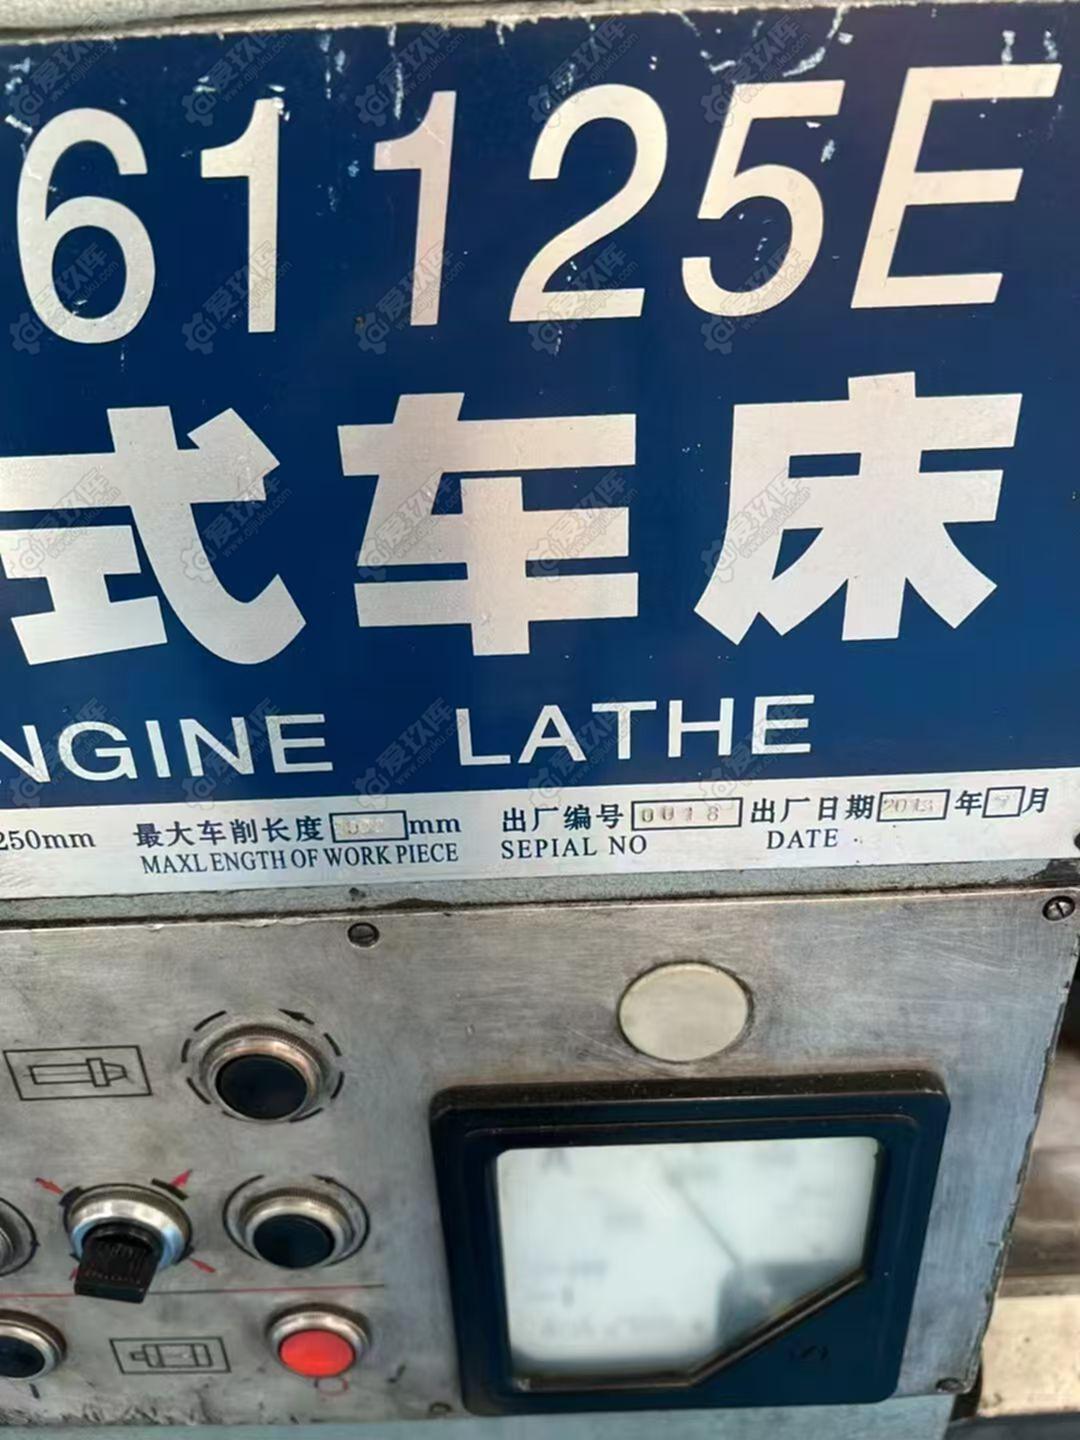 61125E
式车床
NGINE LATHE
250mm 最大车削长度 mm 出厂编号 0018 出厂日期 年 月
MAXLENGTH OF WORK PIECE SEPIAL NO DATE